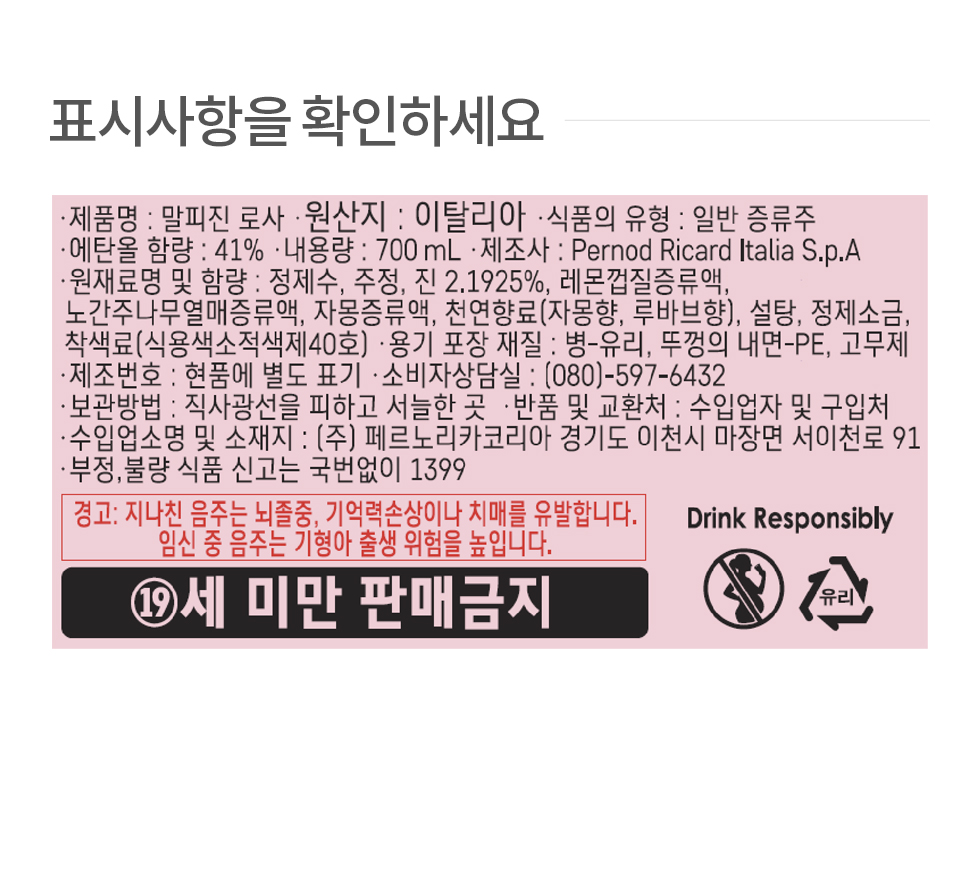 표시사항을 확인하세요
·제품명 : 말피진 로사 ·원산지 : 이탈리아 ·식품의 유형 : 일반 증류주
·에탄올 함량 : 41% ·내용량 : 700 mL ·제조사 : Pernod Ricard Italia S.p.A
·원재료명 및 함량 : 정제수, 주정, 진 2.1925%, 레몬껍질증류액,
노간주나무열매증류액, 자몽증류액, 천연향료(자몽향, 루바브향), 설탕, 정제소금,
착색료(식용색소적색제40호) ·용기 포장 재질 : 병-유리, 뚜껑의 내면-PE, 고무제
·제조번호 : 현품에 별도 표기 ·소비자상담실 : (080)-597-6432
·보관방법 : 직사광선을 피하고 서늘한 곳 ·반품 및 교환처 : 수입업자 및 구입처
·수입업소명 및 소재지 : (주) 페르노리카코리아 경기도 이천시 마장면 서이천로 91
·부정,불량 식품 신고는 국번없이 1399
경고: 지나친 음주는 뇌졸중, 기억력손상이나 치매를 유발합니다.
임신 중 음주는 기형아 출생 위험을 높입니다.
⑲세 미만 판매금지
Drink Responsibly
유리